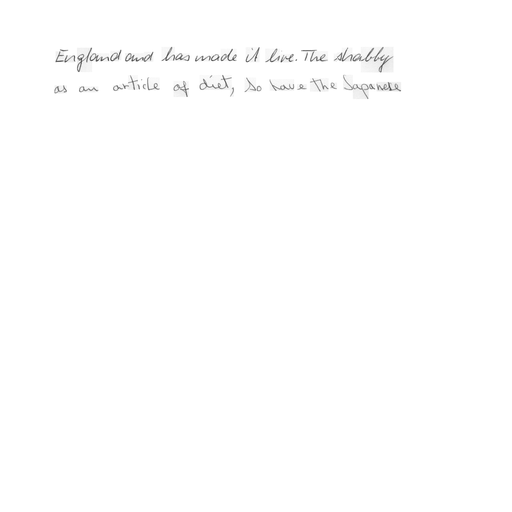 England and has made it live. The shabby
as an article of diet, so have the Japanese